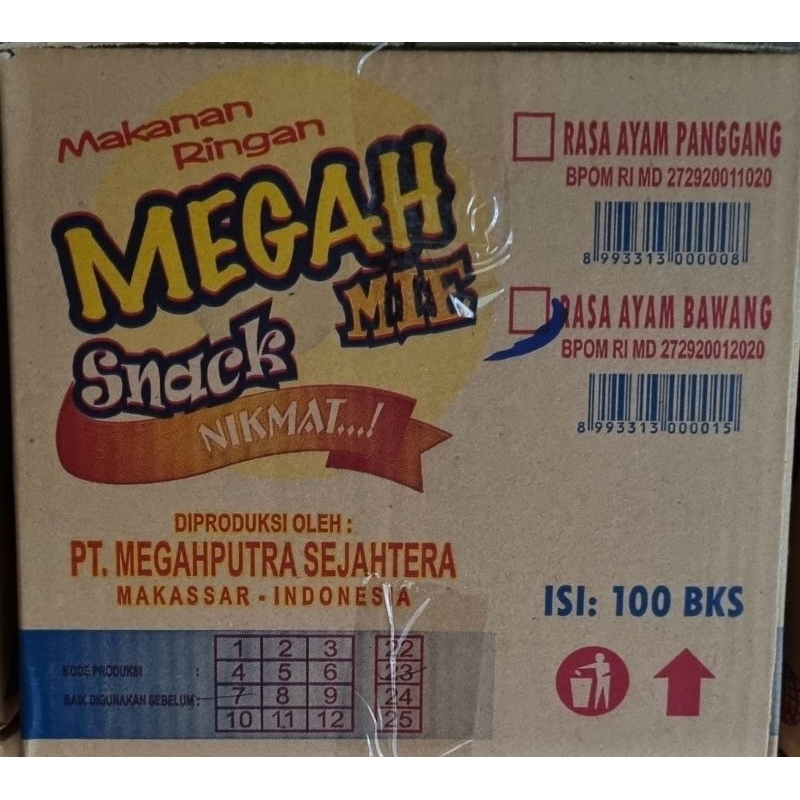 Makanan
Ringan
MEGAH
MIE
Snack
NIKMAT...!
DIPRODUKSI OLEH :
PT. MEGAHPUTRA SEJAHTERA
MAKASSAR - INDONESIA
RASA AYAM PANGGANG
BPOM RI MD 272920011020
8 993313 000008
RASA AYAM BAWANG
BPOM RI MD 272920012020
8 993313 000015
ISI: 100 BKS
KODE PRODUKSI :
BAIK DIGUNAKAN SEBELUM :
1 2 3 22
4 5 6 23
7 8 9 24
10 11 12 25